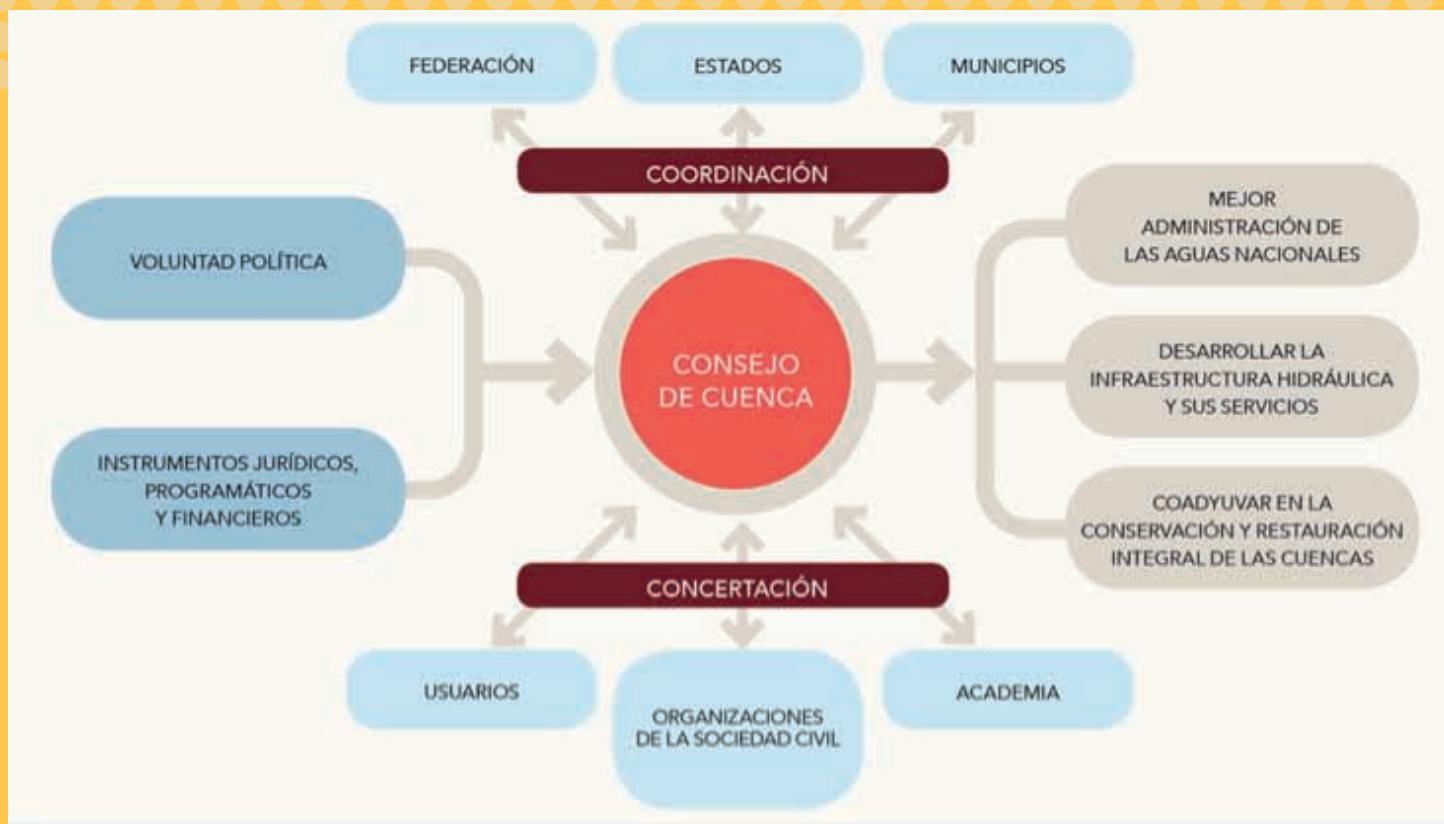 FEDERACIÓN
ESTADOS
MUNICIPIOS
COORDINACIÓN
VOLUNTAD POLÍTICA
INSTRUMENTOS JURÍDICOS,
PROGRAMÁTICOS
Y FINANCIEROS
CONSEJO
DE CUENCA
MEJOR
ADMINISTRACIÓN DE
LAS AGUAS NACIONALES
DESARROLLAR LA
INFRAESTRUCTURA HIDRÁULICA
Y SUS SERVICIOS
COADYUVAR EN LA
CONSERVACIÓN Y RESTAURACIÓN
INTEGRAL DE LAS CUENCAS
CONCERTACIÓN
USUARIOS
ORGANIZACIONES
DE LA SOCIEDAD CIVIL
ACADEMIA